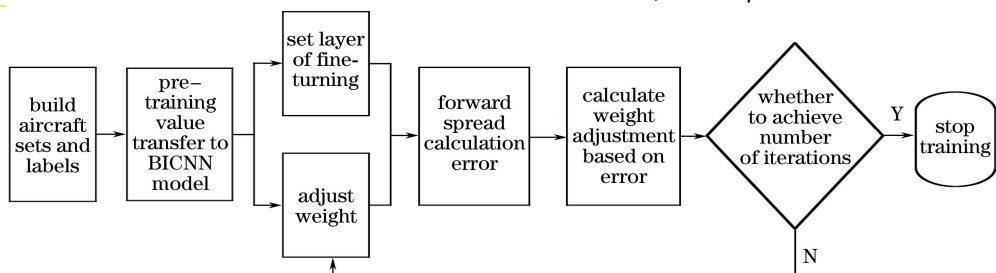 build
aircraft
sets and
labels
pre-
training
value
transfer to
BICNN
model
set layer
of fine-
turning
adjust
weight
forward
spread
calculation
error
calculate
weight
adjustment
based on
error
whether
to achieve
number
of iterations
Y
stop
training
N